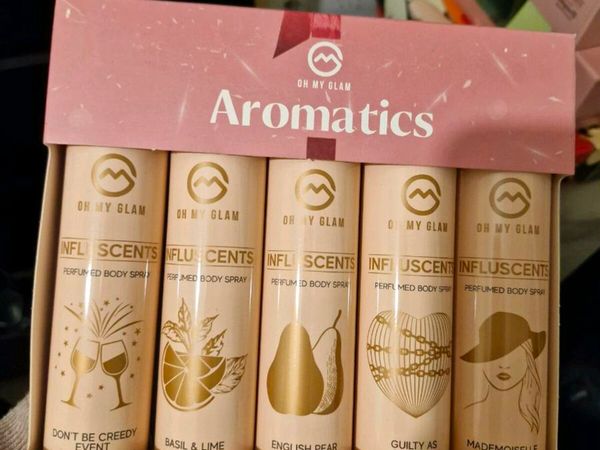 OH MY GLAM
Aromatics
OH MY GLAM
INFLUSCENTS
PERFUMED BODY SPRAY
DON'T BE CREEDY
EVENT
OH MY GLAM
INFLUSCENTS
PERFUMED BODY SPRAY
BASIL & LIME
OH MY GLAM
INFLUSCENTS
PERFUMED BODY SPRAY
ENGLISH PEAR
OH MY GLAM
INFLUSCENTS
PERFUMED BODY SPRAY
GUILTY AS
OH MY GLAM
INFLUSCENTS
PERFUMED BODY SPRAY
MADEMOISELLE